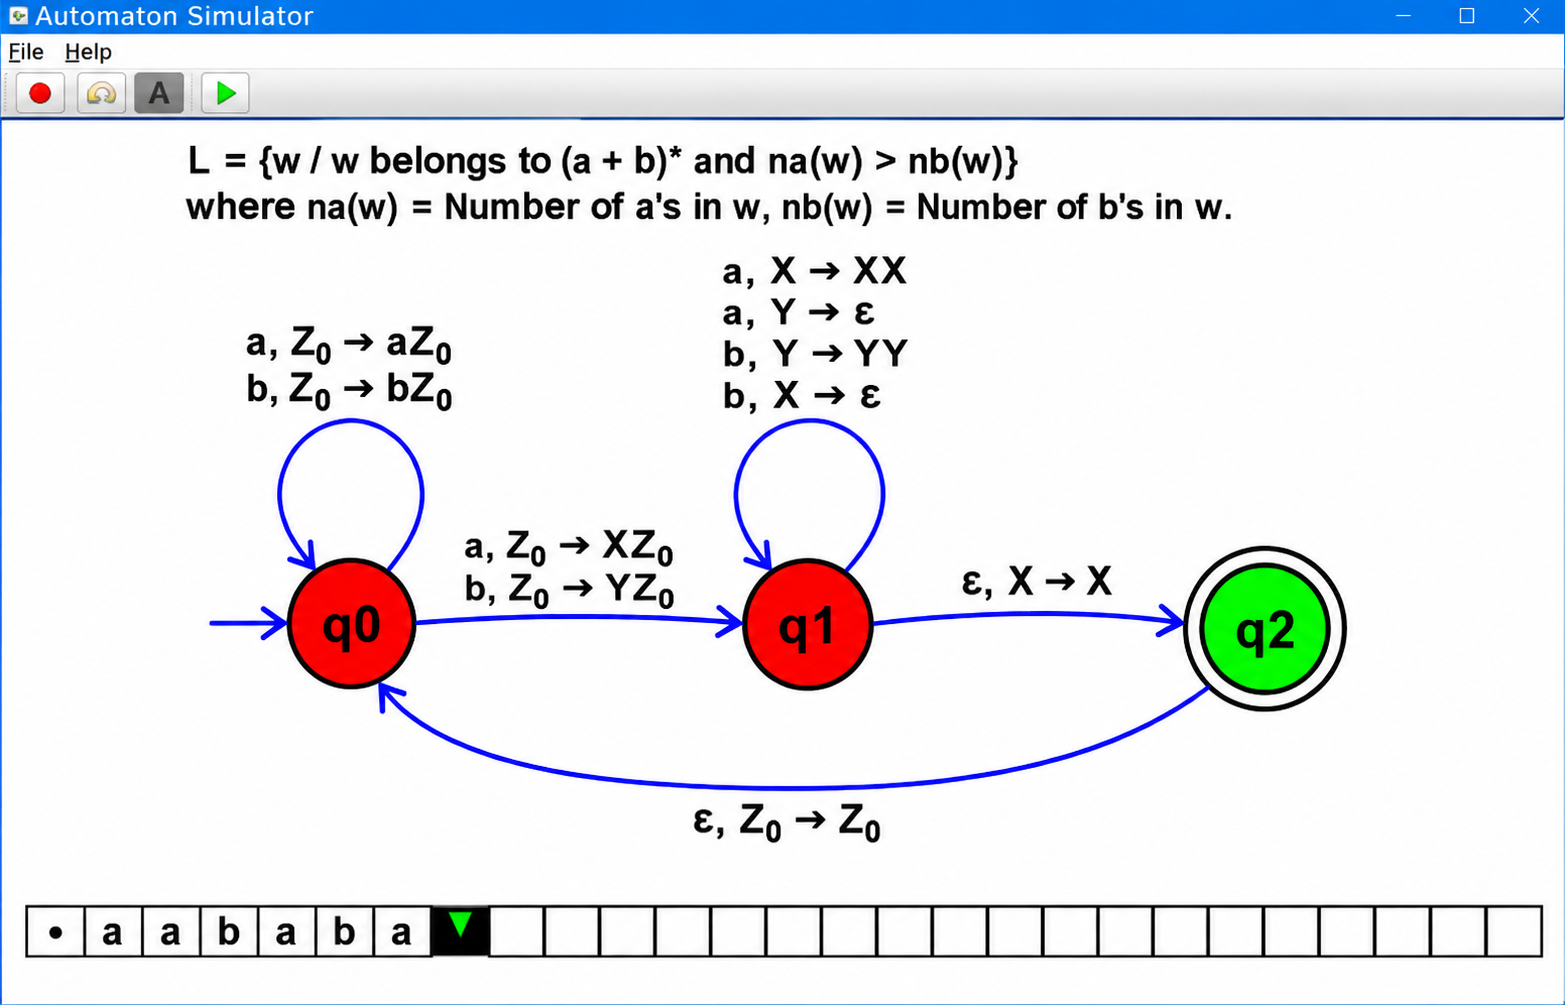 Automaton Simulator
File Help
A
L = {w / w belongs to (a + b)* and na(w) > nb(w)}
where na(w) = Number of a's in w, nb(w) = Number of b's in w.
a, X → XX
a, Y → ε
b, Y → YY
b, X → ε
a, Z₀ → aZ₀
b, Z₀ → bZ₀
a, Z₀ → XZ₀
b, Z₀ → YZ₀
ε, X → X
q0 q1 q2
ε, Z₀ → Z₀
• a a b a b a